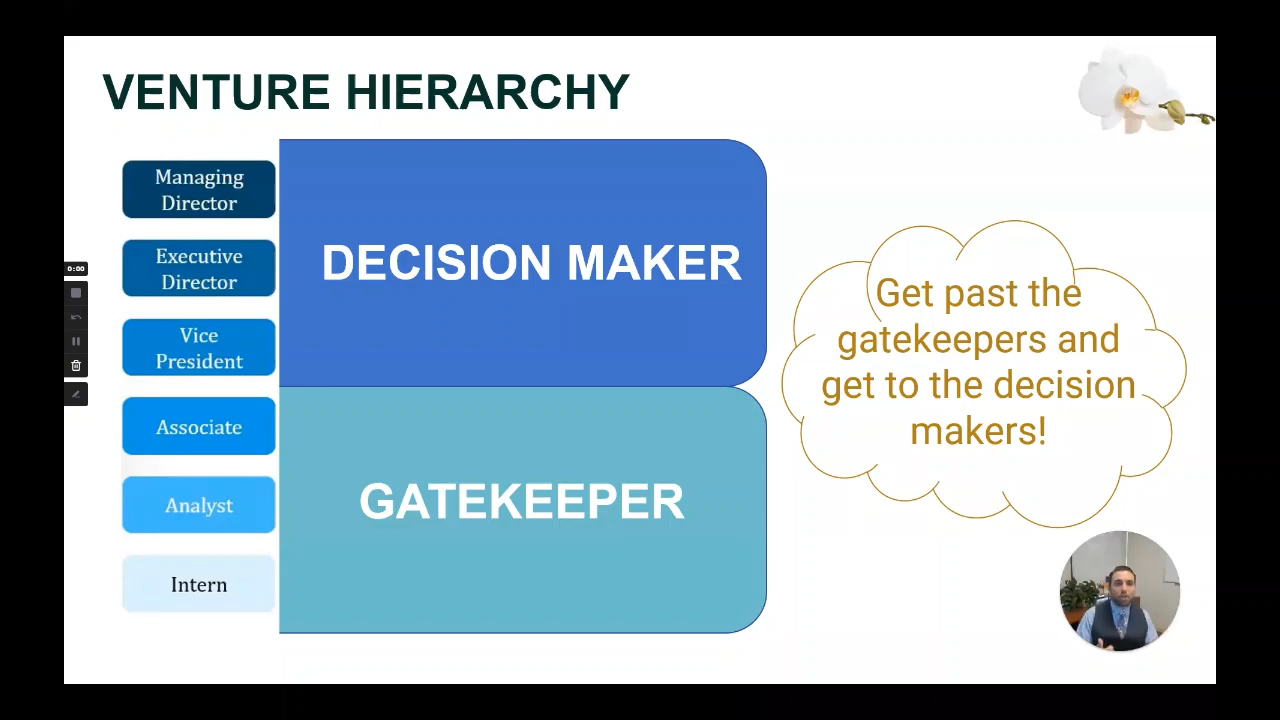 VENTURE HIERARCHY
Managing
Director
Executive
Director
Vice
President
Associate
Analyst
Intern
DECISION MAKER
GATEKEEPER
Get past the
gatekeepers and
get to the decision
makers!
0:00